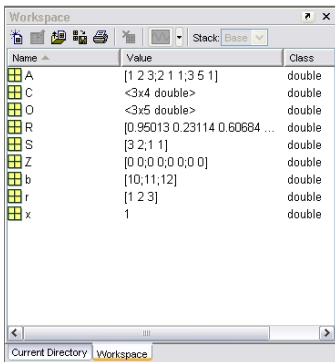 Workspace
Stack: Base
Name Value Class
A [1 2 3;2 1 1;3 5 1] double
C <3x4 double> double
O <3x5 double> double
R [0.95013 0.23114 0.60684 ... double
S [3 2;1 1] double
Z [0 0;0 0;0 0;0 0] double
b [10;11;12] double
r [1 2 3] double
x 1 double
Current Directory Workspace